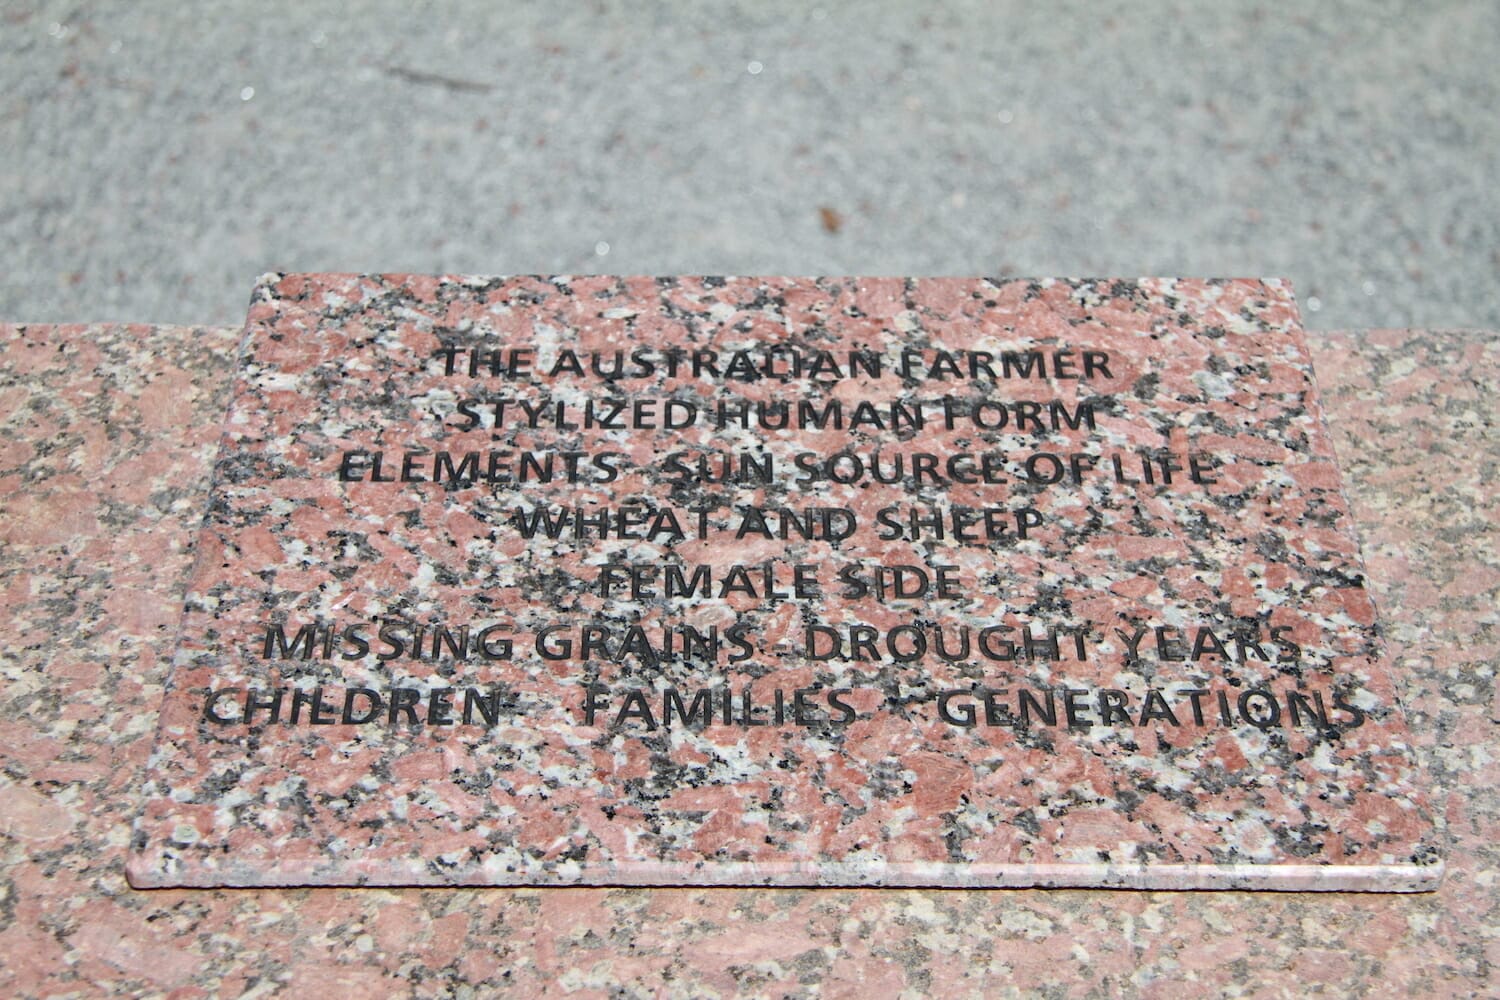 THE AUSTRALIAN FARMER
STYLIZED HUMAN FORM
ELEMENTS - SUN SOURCE OF LIFE
WHEAT AND SHEEP
FEMALE SIDE
MISSING GRAINS - DROUGHT YEARS
CHILDREN - FAMILIES - GENERATIONS